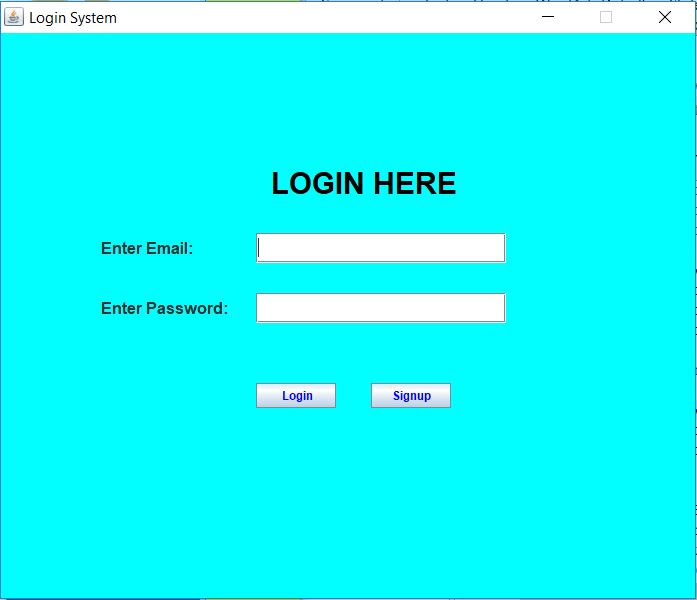 Login System
LOGIN HERE
Enter Email:
Enter Password:
Login Signup